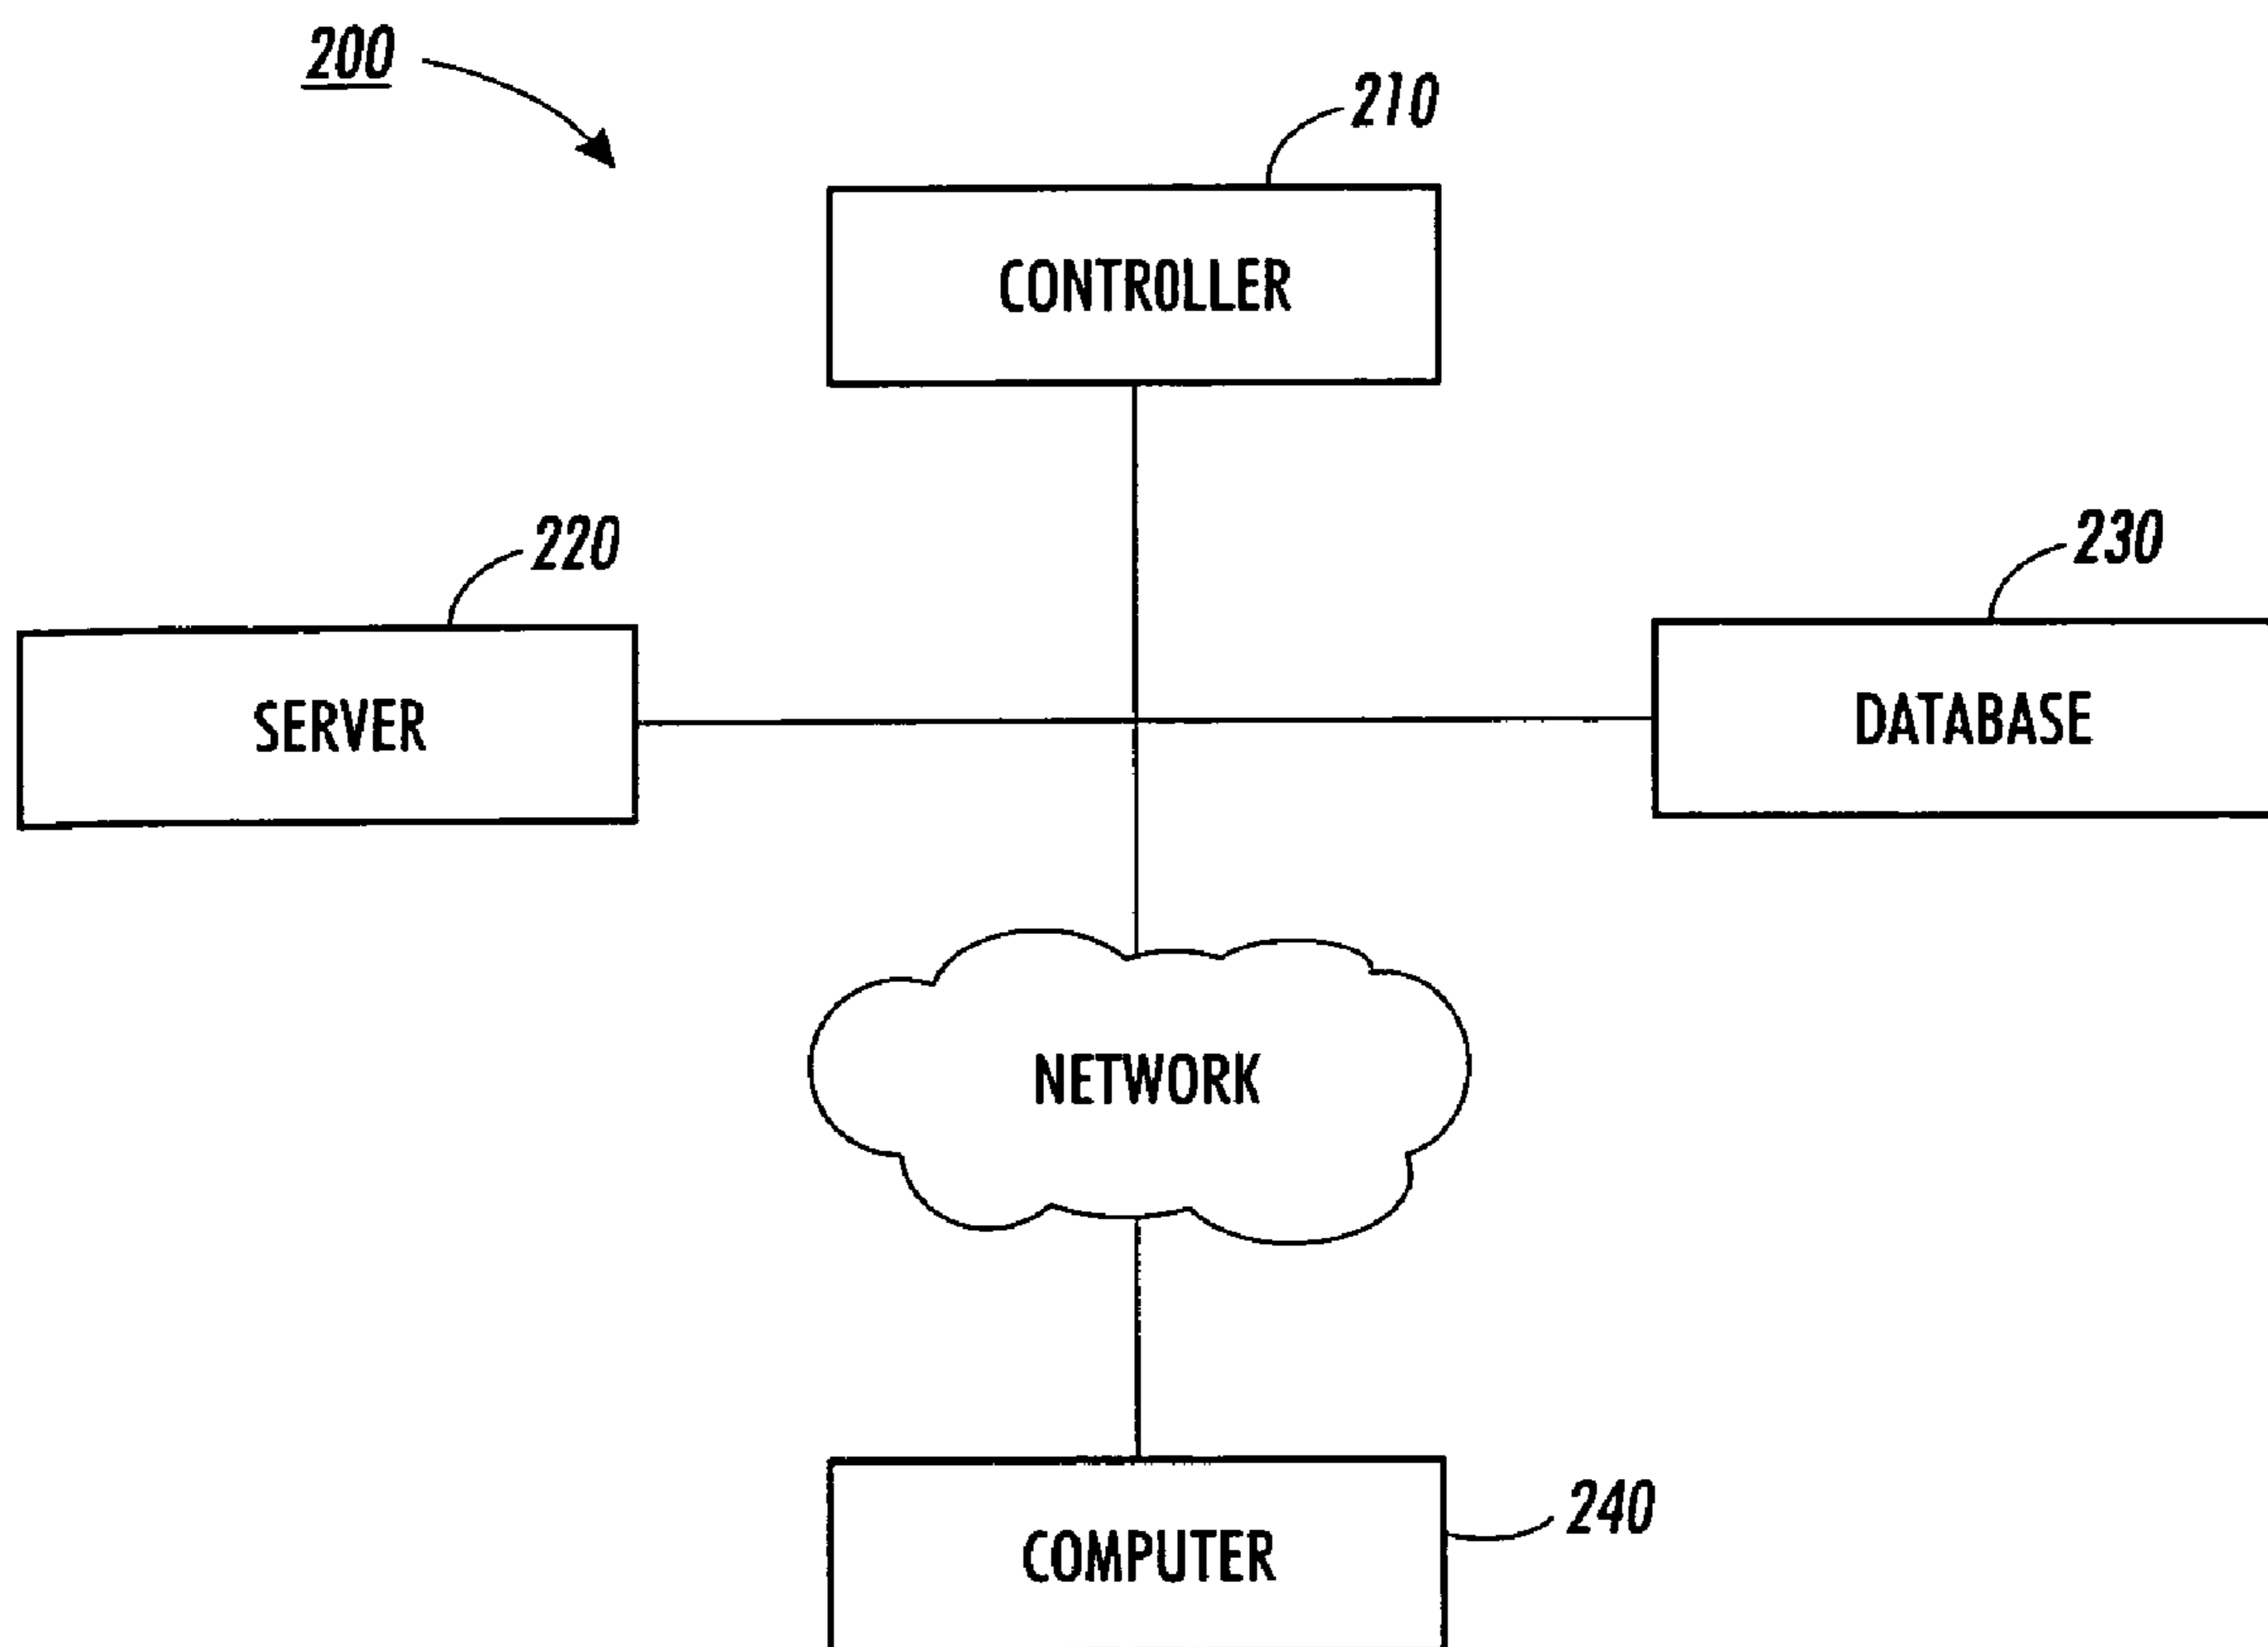 200
210
CONTROLLER
220
230
SERVER
DATABASE
NETWORK
240
COMPUTER